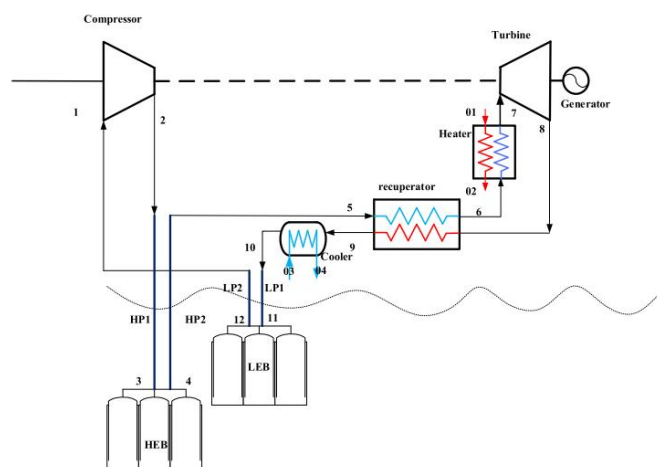 Compressor
Turbine
Generator
1
2
01
7
8
Heater
02
recuperator
5
6
9
10
Cooler
03
04
LP2
LP1
HP1
HP2
12
11
LEB
3
4
HEB